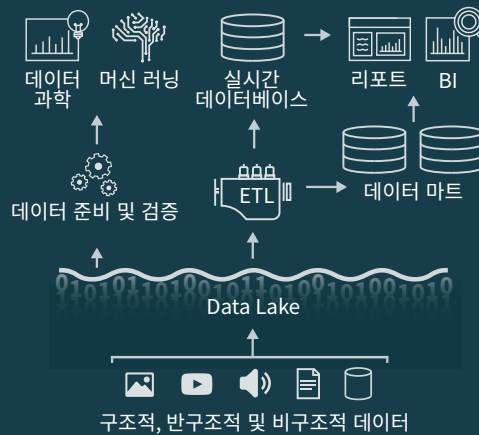 데이터
과학
머신 러닝
실시간
데이터베이스
리포트
BI
데이터 준비 및 검증
ETL
데이터 마트
Data Lake
구조적, 반구조적 및 비구조적 데이터